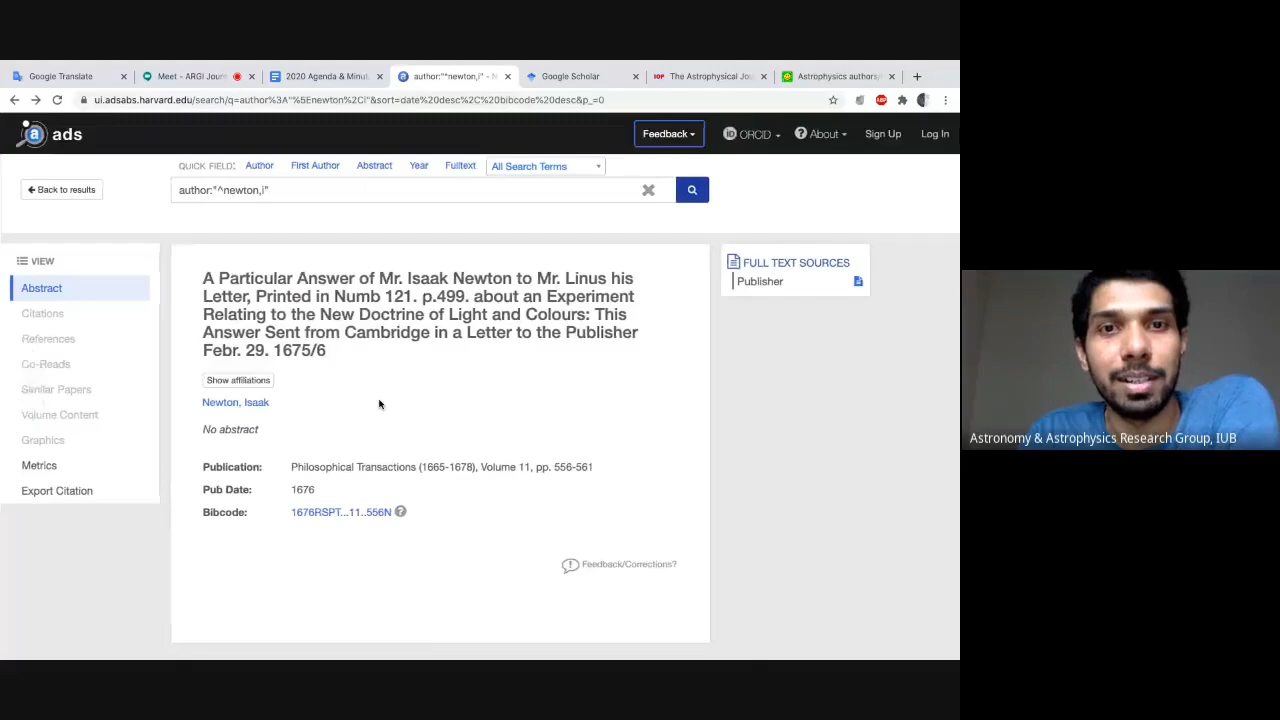 Google Translate
Meet - ARGI Journ
2020 Agenda & Minut
author:"^newton,i" - N
Google Scholar
IOP The Astrophysical Jou
Astrophysics authors/
ui.adsabs.harvard.edu/search/q=author%3A"%5Enewton%2Ci"&sort=date%20desc%2C%20bibcode%20desc&p_=0
ABP
a ads
Feedback
iD ORCID
About
Sign Up
Log In
QUICK FIELD: Author First Author Abstract Year Fulltext All Search Terms
Back to results
author:"^newton,i"
VIEW
Abstract
Citations
References
Co-Reads
Similar Papers
Volume Content
Graphics
Metrics
Export Citation
A Particular Answer of Mr. Isaak Newton to Mr. Linus his
Letter, Printed in Numb 121. p.499. about an Experiment
Relating to the New Doctrine of Light and Colours: This
Answer Sent from Cambridge in a Letter to the Publisher
Febr. 29. 1675/6
Show affiliations
Newton, Isaak
No abstract
Publication: Philosophical Transactions (1665-1678), Volume 11, pp. 556-561
Pub Date: 1676
Bibcode: 1676RSPT...11..556N
Feedback/Corrections?
FULL TEXT SOURCES
Publisher
Astronomy & Astrophysics Research Group, IUB